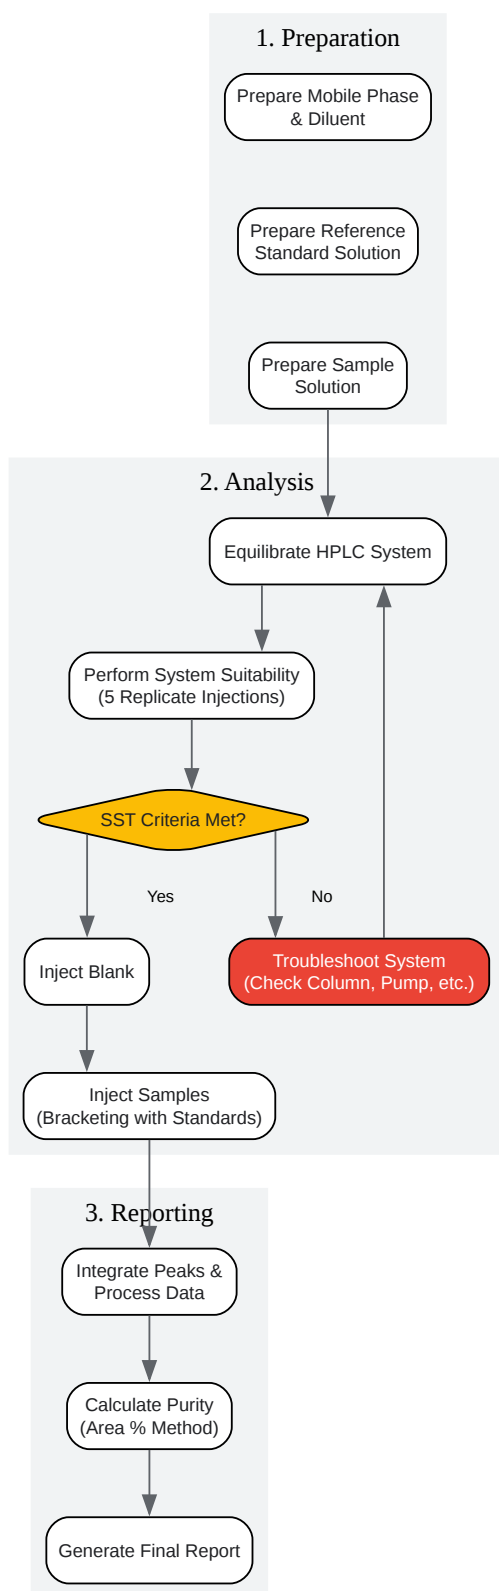 1. Preparation
Prepare Mobile Phase
& Diluent
Prepare Reference
Standard Solution
Prepare Sample
Solution
2. Analysis
Equilibrate HPLC System
Perform System Suitability
(5 Replicate Injections)
SST Criteria Met?
Yes
No
Inject Blank
Troubleshoot System
(Check Column, Pump, etc.)
Inject Samples
(Bracketing with Standards)
3. Reporting
Integrate Peaks &
Process Data
Calculate Purity
(Area % Method)
Generate Final Report